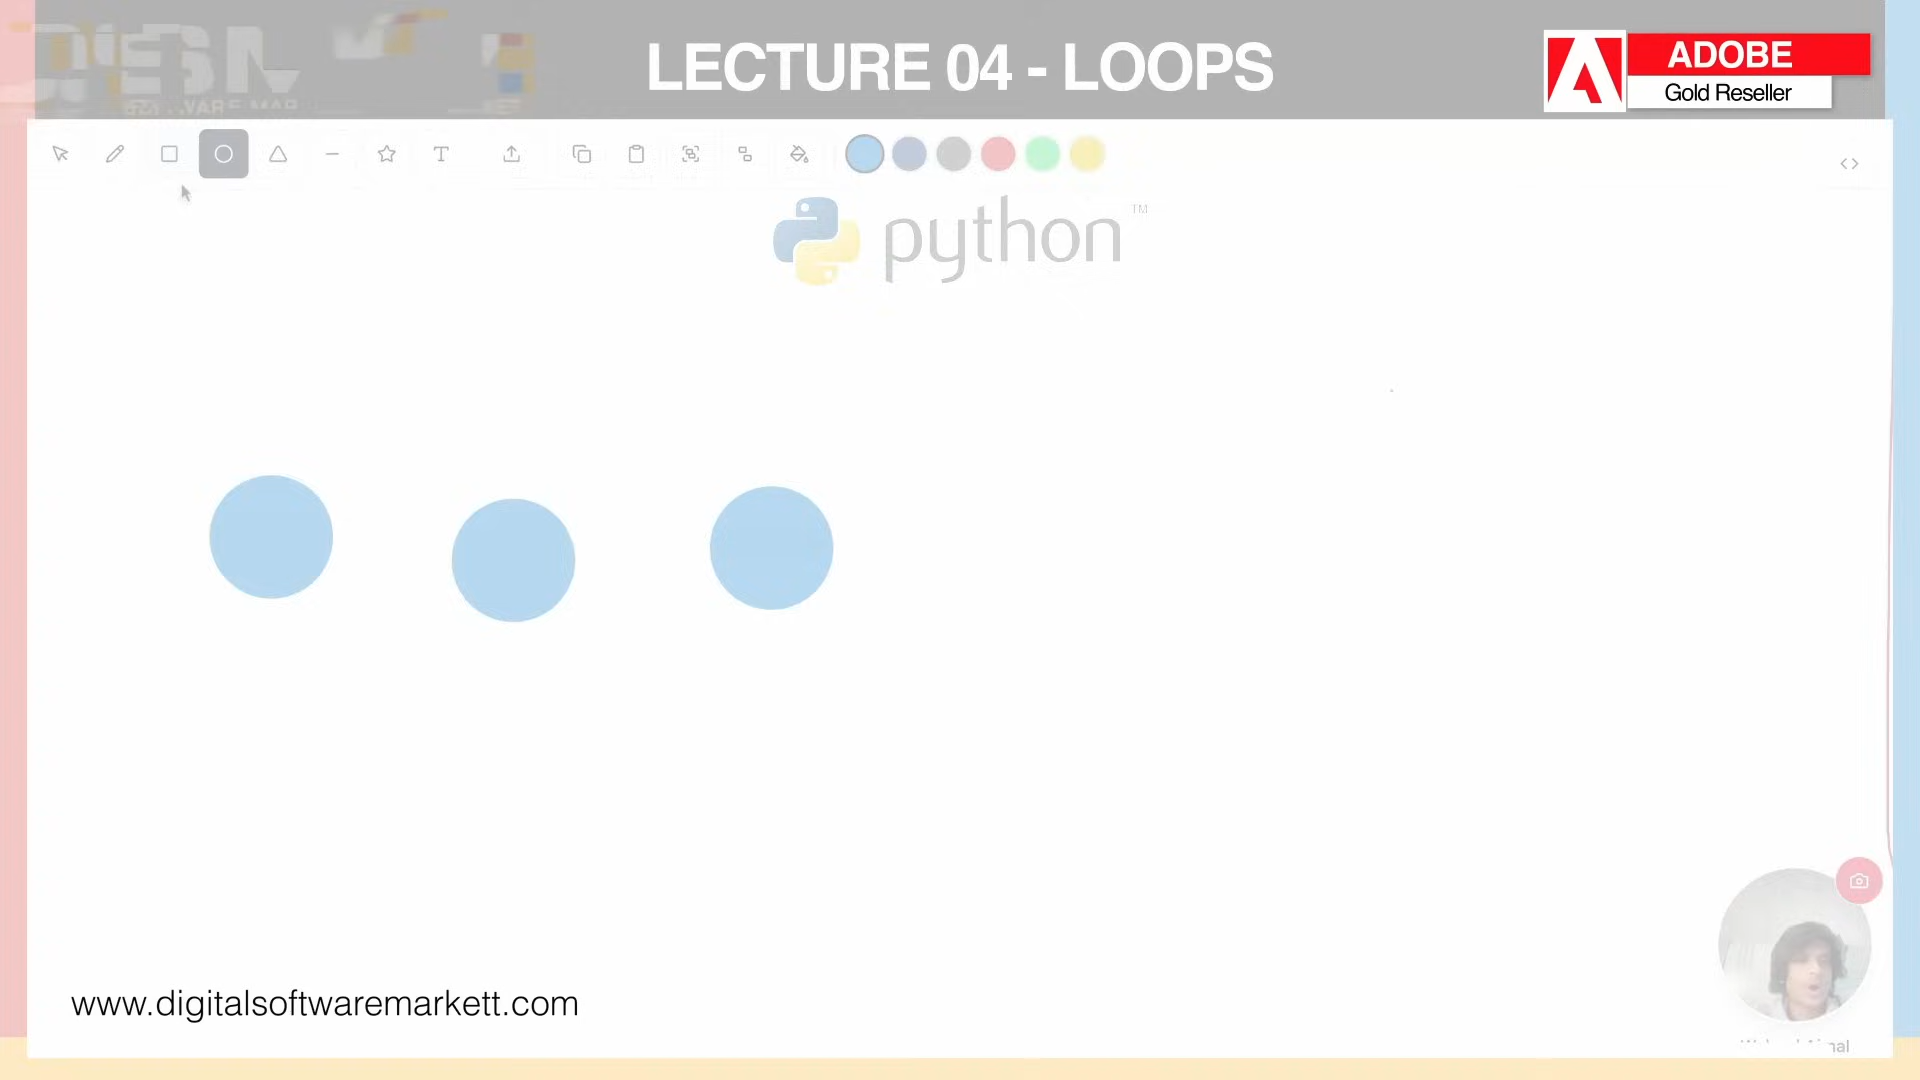 LECTURE 04 - LOOPS
ADOBE
Gold Reseller
python
TM
www.digitalsoftwaremarkett.com